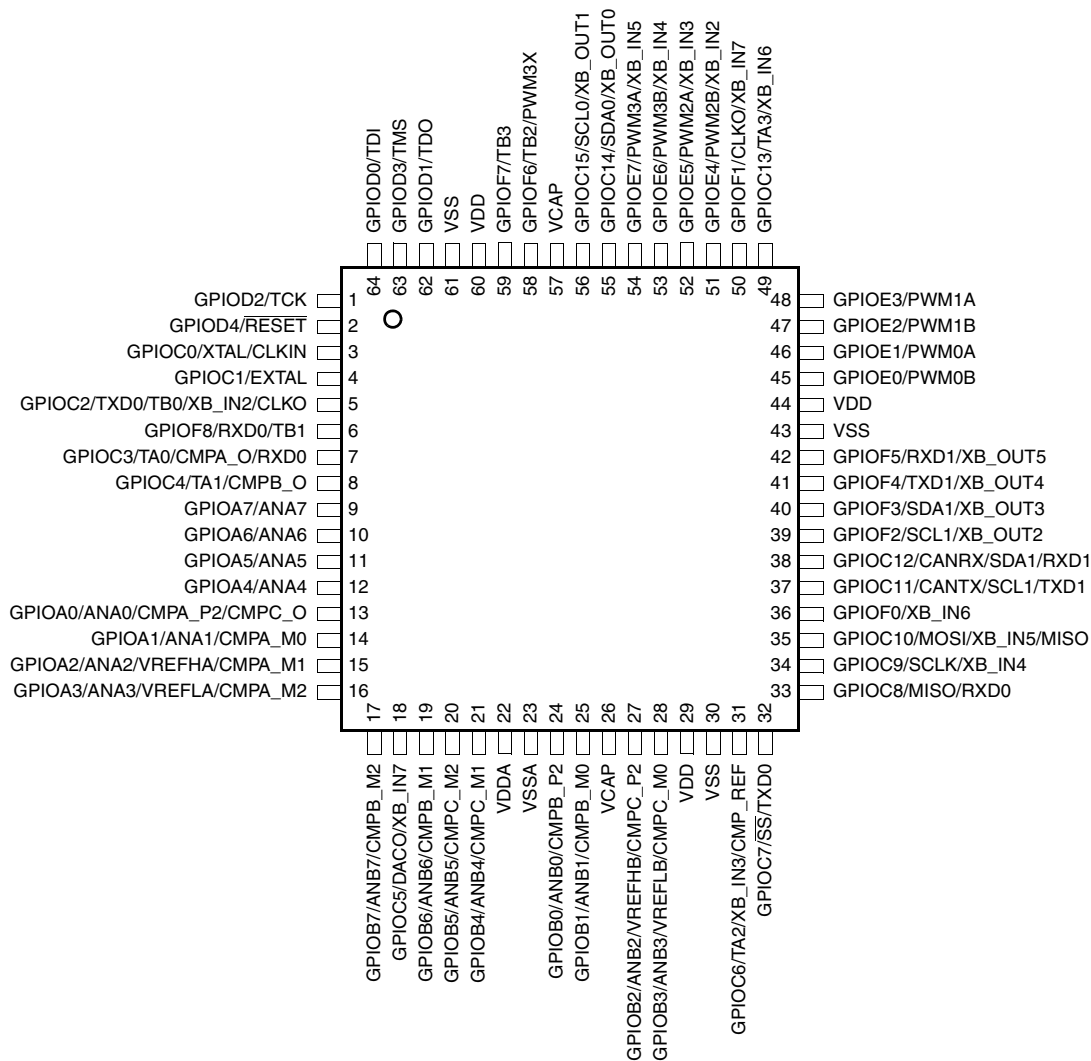 GPIOD0/TDI
GPIOD3/TMS
GPIOD1/TDO
VSS
VDD
GPIOF7/TB3
GPIOF6/TB2/PWM3X
VCAP
GPIOC15/SCL0/XB_OUT1
GPIOC14/SDA0/XB_OUT0
GPIOE7/PWM3A/XB_IN5
GPIOE6/PWM3B/XB_IN4
GPIOE5/PWM2A/XB_IN3
GPIOE4/PWM2B/XB_IN2
GPIOF1/CLKO/XB_IN7
GPIOC13/TA3/XB_IN6
64
63
62
61
60
59
58
57
56
55
54
53
52
51
50
49
GPIOD2/TCK 1
GPIOD4/RESET 2
GPIOC0/XTAL/CLKIN 3
GPIOC1/EXTAL 4
GPIOC2/TXD0/TB0/XB_IN2/CLKO 5
GPIOF8/RXD0/TB1 6
GPIOC3/TA0/CMPA_O/RXD0 7
GPIOC4/TA1/CMPB_O 8
GPIOA7/ANA7 9
GPIOA6/ANA6 10
GPIOA5/ANA5 11
GPIOA4/ANA4 12
GPIOA0/ANA0/CMPA_P2/CMPC_O 13
GPIOA1/ANA1/CMPA_M0 14
GPIOA2/ANA2/VREFHA/CMPA_M1 15
GPIOA3/ANA3/VREFLA/CMPA_M2 16
48 GPIOE3/PWM1A
47 GPIOE2/PWM1B
46 GPIOE1/PWM0A
45 GPIOE0/PWM0B
44 VDD
43 VSS
42 GPIOF5/RXD1/XB_OUT5
41 GPIOF4/TXD1/XB_OUT4
40 GPIOF3/SDA1/XB_OUT3
39 GPIOF2/SCL1/XB_OUT2
38 GPIOC12/CANRX/SDA1/RXD1
37 GPIOC11/CANTX/SCL1/TXD1
36 GPIOF0/XB_IN6
35 GPIOC10/MOSI/XB_IN5/MISO
34 GPIOC9/SCLK/XB_IN4
33 GPIOC8/MISO/RXD0
17
18
19
20
21
22
23
24
25
26
27
28
29
30
31
32
GPIOB7/ANB7/CMPB_M2
GPIOC5/DACO/XB_IN7
GPIOB6/ANB6/CMPB_M1
GPIOB5/ANB5/CMPC_M2
GPIOB4/ANB4/CMPC_M1
VDDA
VSSA
GPIOB0/ANB0/CMPB_P2
GPIOB1/ANB1/CMPB_M0
VCAP
GPIOB2/ANB2/VREFHB/CMPC_P2
GPIOB3/ANB3/VREFLB/CMPC_M0
VDD
VSS
GPIOC6/TA2/XB_IN3/CMP_REF
GPIOC7/SS/TXD0